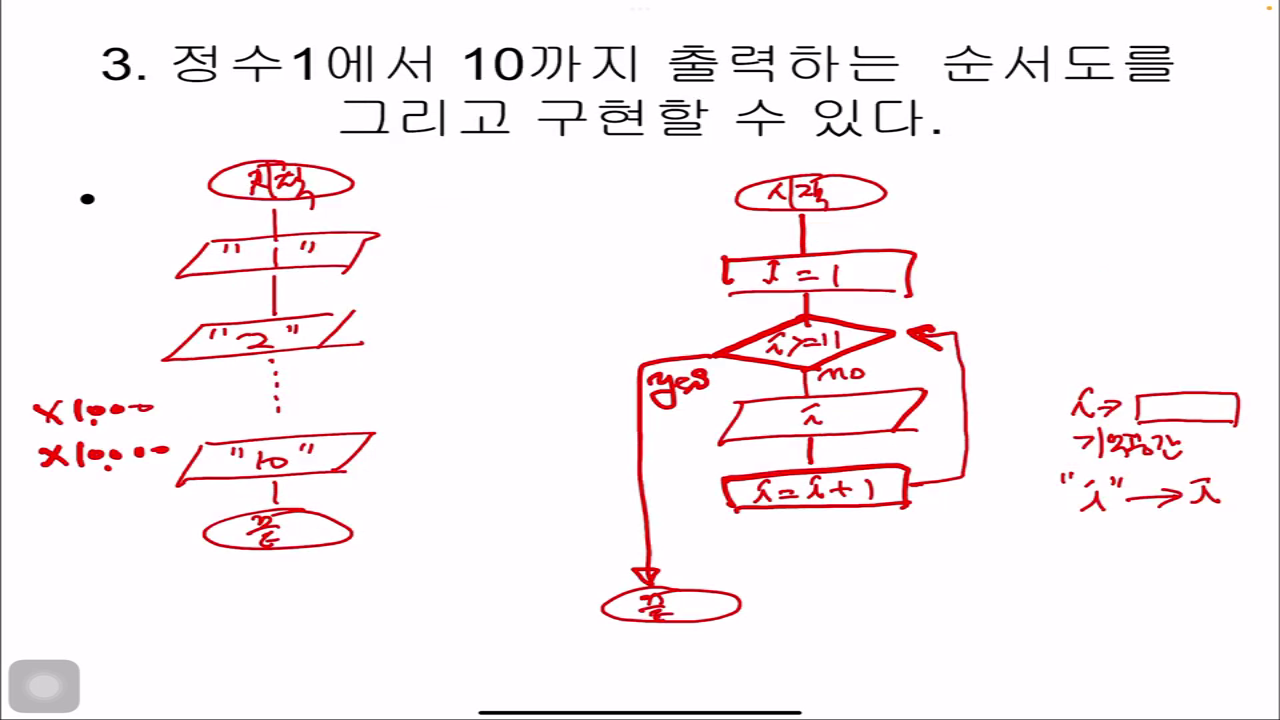 3. 정수1에서 10까지 출력하는 순서도를
그리고 구현할 수 있다.
•
시작
" "
"2"
"10"
끝
x1000
x10000
시작
I = 1
i >= 11
yes
no
i
i = i + 1
끝
i →
기억공간
"i" → i